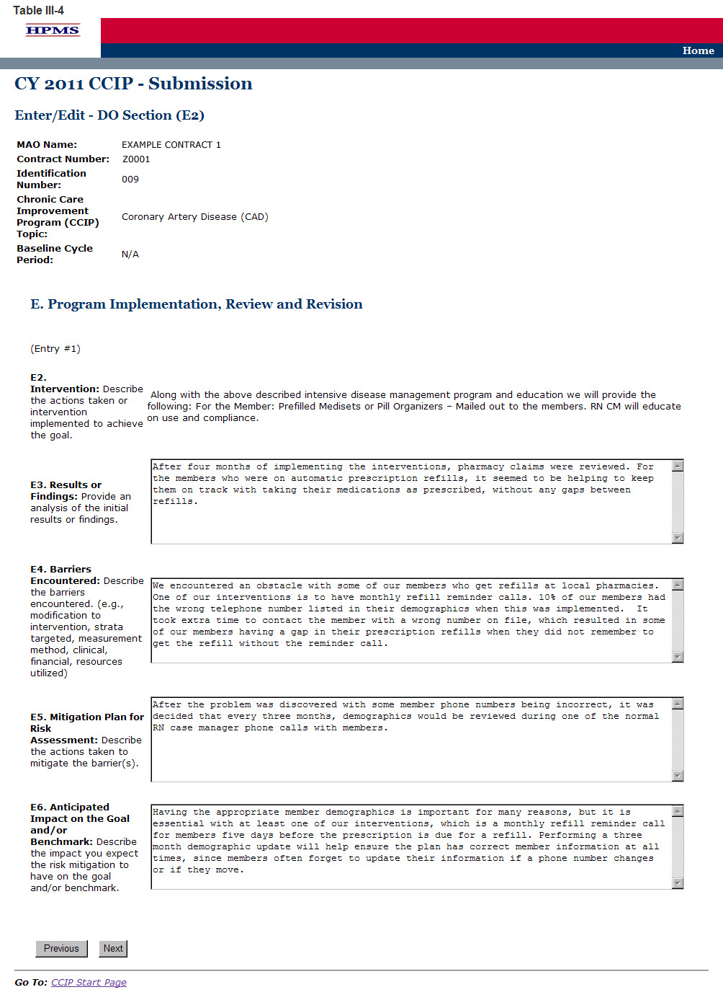 Table III-4
HPMS
Home
CY 2011 CCIP - Submission
Enter/Edit - DO Section (E2)
MAO Name: EXAMPLE CONTRACT 1
Contract Number: Z0001
Identification
Number: 009
Chronic Care
Improvement
Program (CCIP)
Topic: Coronary Artery Disease (CAD)
Baseline Cycle
Period: N/A
E. Program Implementation, Review and Revision
(Entry #1)
E2.
Intervention: Describe
the actions taken or
intervention
implemented to achieve
the goal.
Along with the above described intensive disease management program and education we will provide the
following: For the Member: Prefilled Medisets or Pill Organizers – Mailed out to the members. RN CM will educate
on use and compliance.
E3. Results or
Findings: Provide an
analysis of the initial
results or findings.
After four months of implementing the interventions, pharmacy claims were reviewed. For
the members who were on automatic prescription refills, it seemed to be helping to keep
them on track with taking their medications as prescribed, without any gaps between
refills.
E4. Barriers
Encountered: Describe
the barriers
encountered. (e.g.,
modification to
intervention, strata
targeted, measurement
method, clinical,
financial, resources
utilized)
We encountered an obstacle with some of our members who get refills at local pharmacies.
One of our interventions is to have monthly refill reminder calls. 10% of our members had
the wrong telephone number listed in their demographics when this was implemented.  It
took extra time to contact the member with a wrong number on file, which resulted in some
of our members having a gap in their prescription refills when they did not remember to
get the refill without the reminder call.
E5. Mitigation Plan for
Risk
Assessment: Describe
the actions taken to
mitigate the barrier(s).
After the problem was discovered with some member phone numbers being incorrect, it was
decided that every three months, demographics would be reviewed during one of the normal
RN case manager phone calls with members.
E6. Anticipated
Impact on the Goal
and/or
Benchmark: Describe
the impact you expect
the risk mitigation to
have on the goal
and/or benchmark.
Having the appropriate member demographics is important for many reasons, but it is
essential with at least one of our interventions, which is a monthly refill reminder call
for members five days before the prescription is due for a refill. Performing a three
month demographic update will help ensure the plan has correct member information at all
times, since members often forget to update their information if a phone number changes
or if they move.
Previous Next
Go To: CCIP Start Page